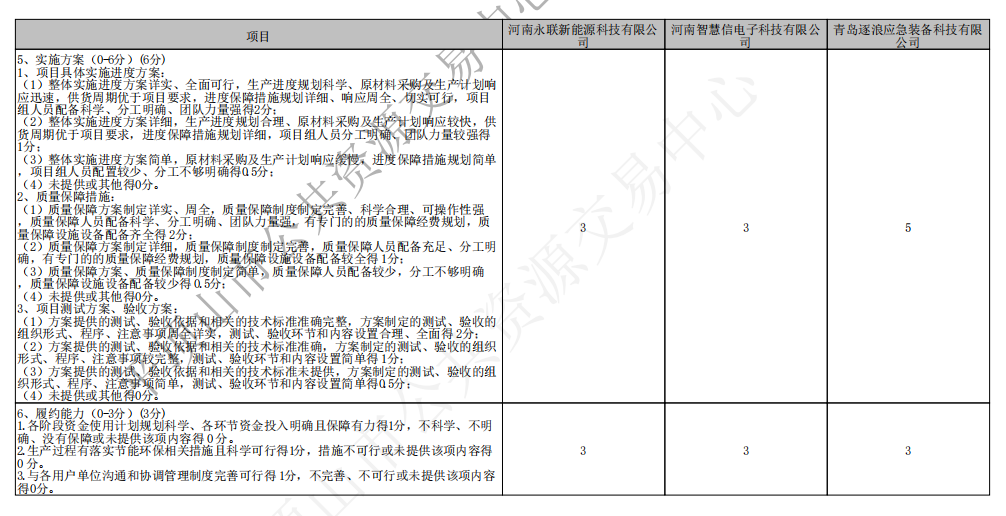 项目
河南永联新能源科技有限公
司
河南智慧信电子科技有限公
司
青岛逐浪应急装备科技有限
公司
5、实施方案（0-6分）(6分)
1、项目具体实施进度方案：
（1）整体实施进度方案详实、全面可行，生产进度规划科学、原材料采购及生产计划响
应迅速，供货周期优于项目要求，进度保障措施规划详细、响应周全、切实可行，项目
组人员配备科学、分工明确、团队力量强得2分；
（2）整体实施进度方案详细，生产进度规划合理、原材料采购及生产计划响应较快，供
货周期优于项目要求，进度保障措施规划详细，项目组人员分工明确、团队力量较强得
1分；
（3）整体实施进度方案简单，原材料采购及生产计划响应缓慢，进度保障措施规划简单
，项目组人员配置较少、分工不够明确得0.5分；
（4）未提供或其他得0分。
2、质量保障措施：
（1）质量保障方案制定详实、周全，质量保障制度制定完善、科学合理、可操作性强
，质量保障人员配备科学、分工明确、团队力量强，有专门的的质量保障经费规划，质
量保障设施设备配备齐全得2分；
（2）质量保障方案制定详细，质量保障制度制定完善，质量保障人员配备充足、分工明
确，有专门的的质量保障经费规划，质量保障设施设备配备较全得1分；
（3）质量保障方案、质量保障制度制定简单，质量保障人员配备较少，分工不够明确
，质量保障设施设备配备较少得0.5分；
（4）未提供或其他得0分。
3、项目测试方案、验收方案：
（1）方案提供的测试、验收依据和相关的技术标准准确完整，方案制定的测试、验收的
组织形式、程序、注意事项周全详实，测试、验收环节和内容设置合理、全面得2分；
（2）方案提供的测试、验收依据和相关的技术标准准确，方案制定的测试、验收的组织
形式、程序、注意事项较完整，测试、验收环节和内容设置简单得1分；
（3）方案提供的测试、验收依据和相关的技术标准未提供，方案制定的测试、验收的组
织形式、程序、注意事项简单，测试、验收环节和内容设置简单得0.5分；
（4）未提供或其他得0分。
3
3
5
6、履约能力（0-3分）(3分)
1.各阶段资金使用计划规划科学、各环节资金投入明确且保障有力得1分，不科学、不明
确、没有保障或未提供该项内容得０分。
2.生产过程有落实节能环保相关措施且科学可行得1分，措施不可行或未提供该项内容得
０分。
3.与各用户单位沟通和协调管理制度完善可行得1分，不完善、不可行或未提供该项内容
得0分。
3
3
3